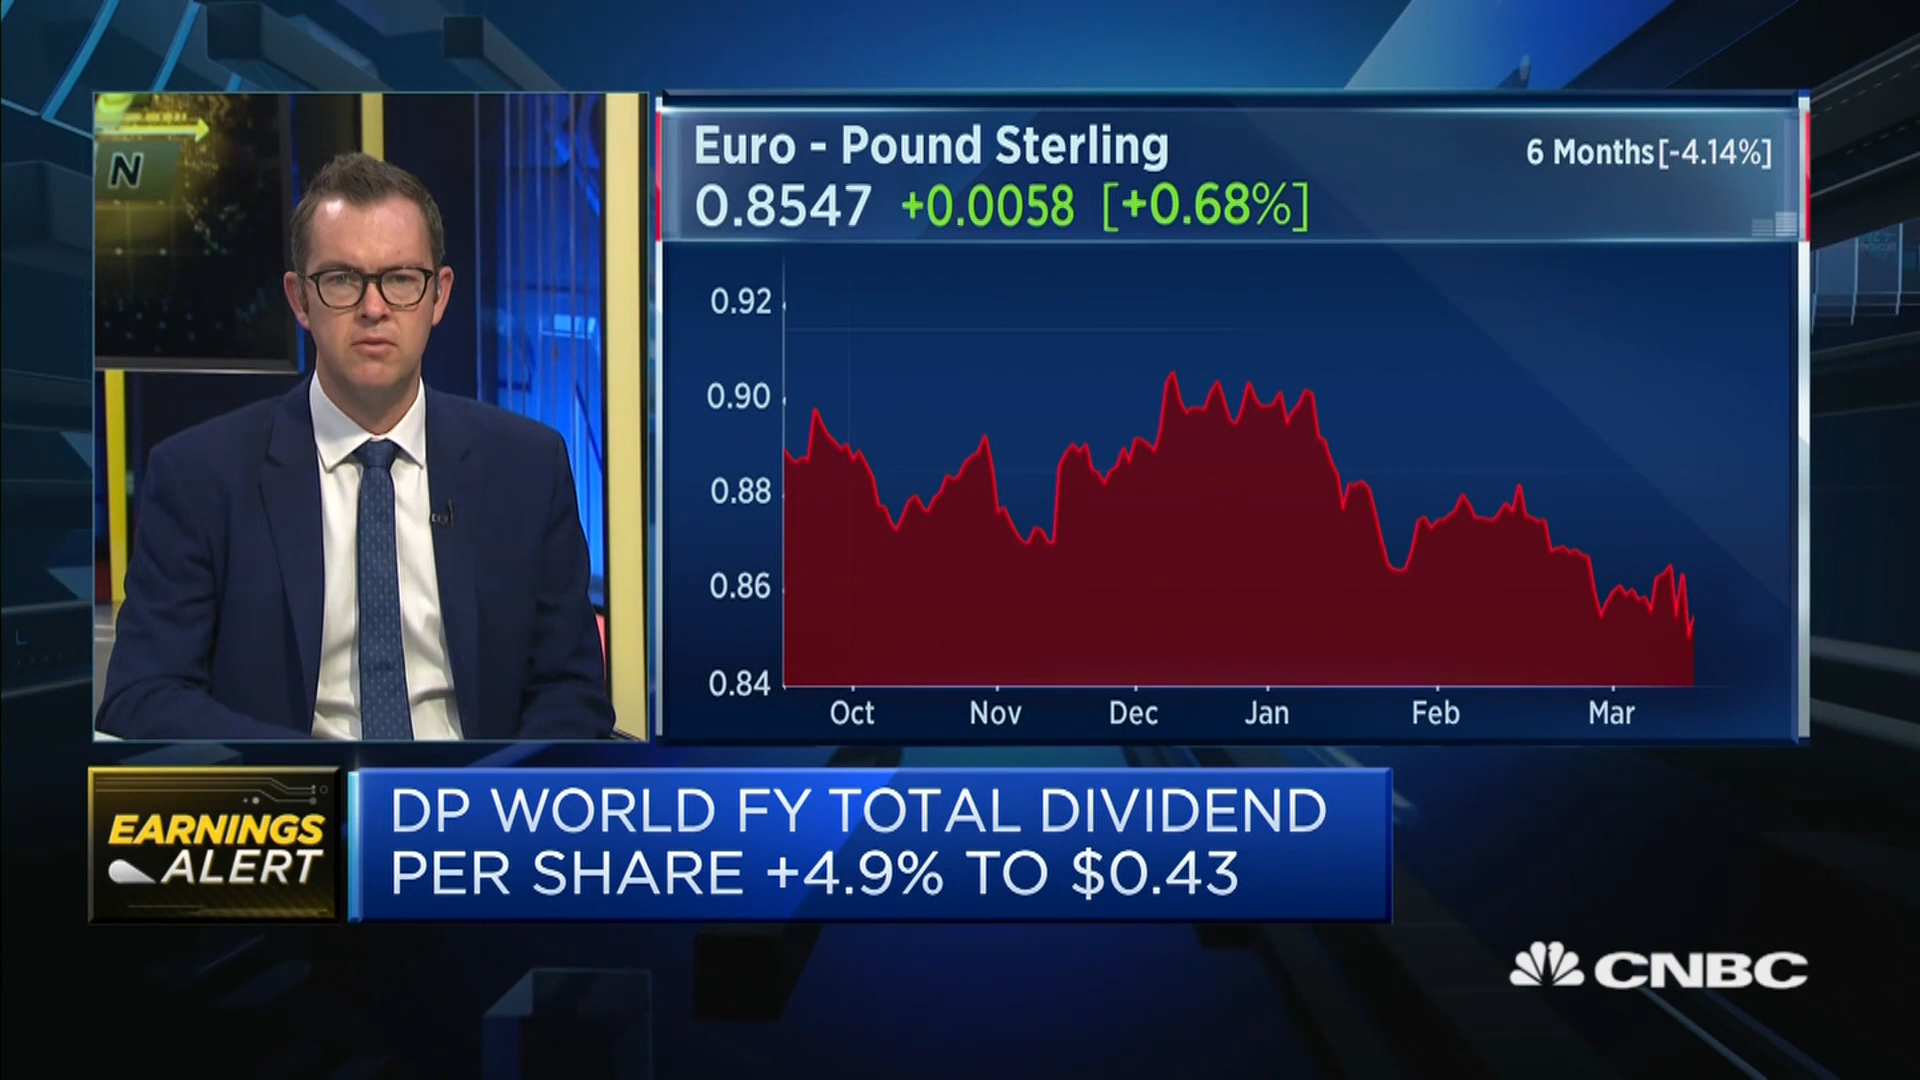 N
Euro - Pound Sterling
6 Months[-4.14%]
0.8547 +0.0058 [+0.68%]
0.92
0.90
0.88
0.86
0.84
Oct Nov Dec Jan Feb Mar
EARNINGS
ALERT
DP WORLD FY TOTAL DIVIDEND
PER SHARE +4.9% TO $0.43
CNBC